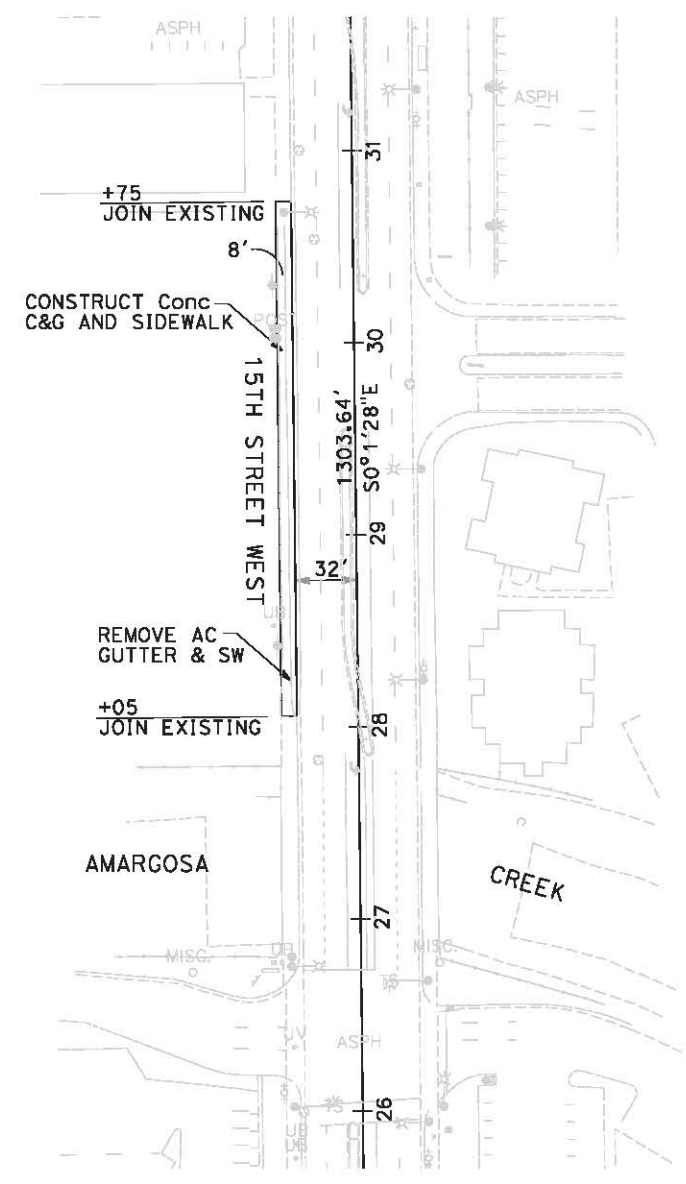 ASPH
ASPH
31
+75
JOIN EXISTING
8'
CONSTRUCT Conc
C&G AND SIDEWALK
30
15TH STREET WEST
1303.64'
S0°1'28"E
29
32'
REMOVE AC
GUTTER & SW
+05
JOIN EXISTING
28
AMARGOSA
CREEK
27
MISC.
MISC.
ASPH
26